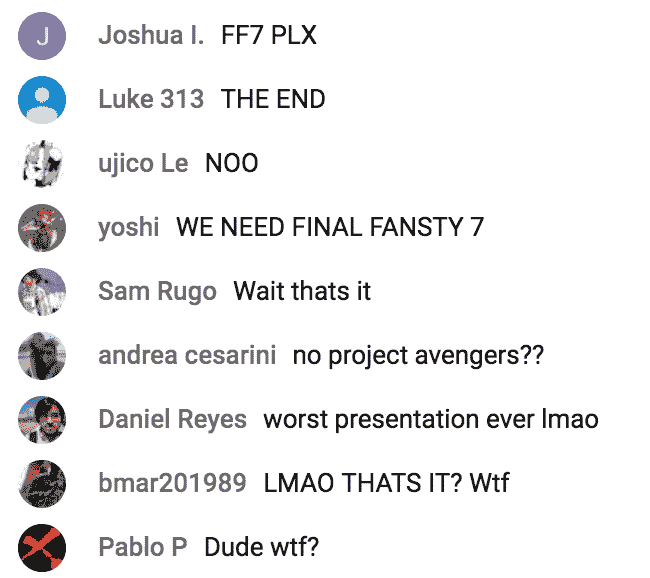 J Joshua I. FF7 PLX
Luke 313 THE END
ujico Le NOO
yoshi WE NEED FINAL FANSTY 7
Sam Rugo Wait thats it
andrea cesarini no project avengers??
Daniel Reyes worst presentation ever lmao
bmar201989 LMAO THATS IT? Wtf
Pablo P Dude wtf?